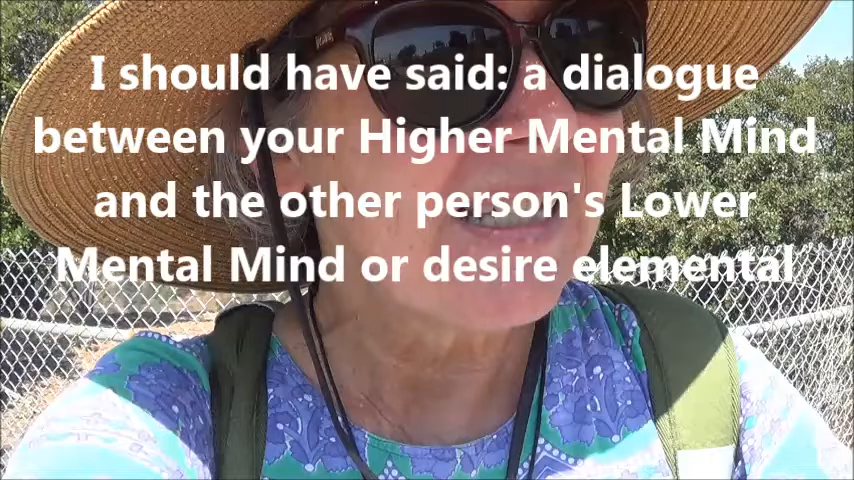 I should have said: a dialogue
between your Higher Mental Mind
and the other person's Lower
Mental Mind or desire elemental